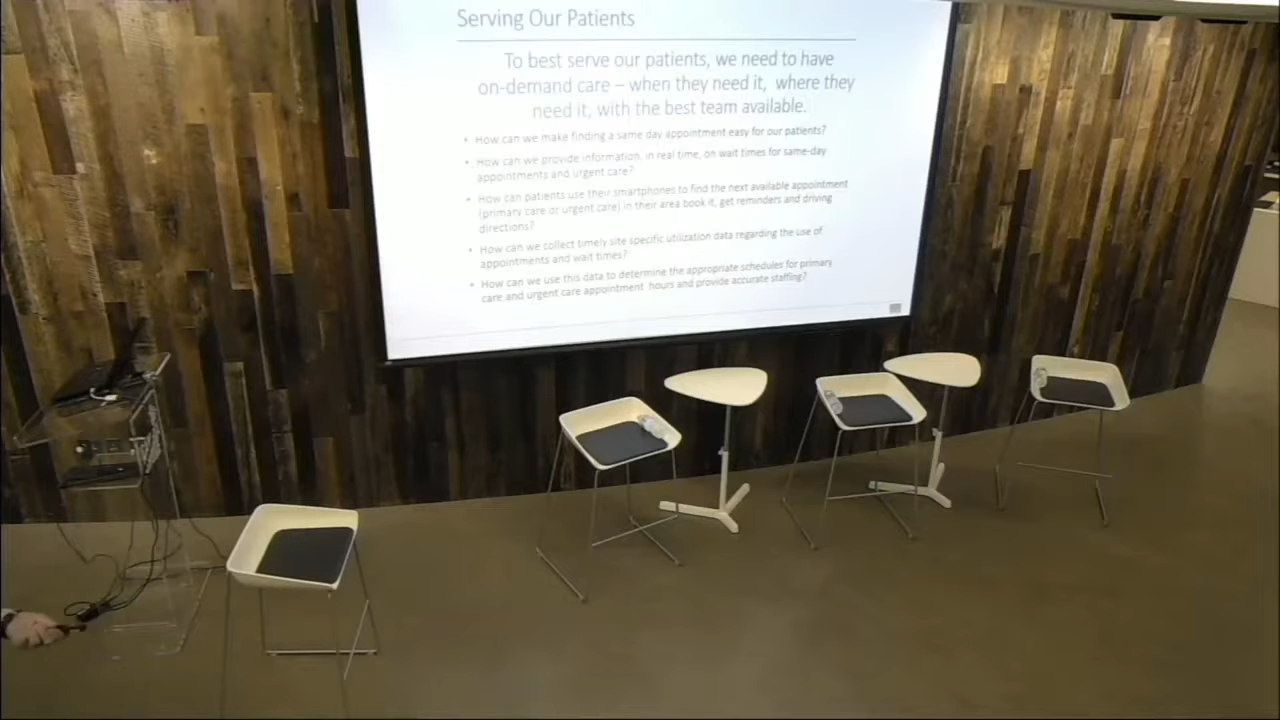 Serving Our Patients
To best serve our patients, we need to have
on-demand care – when they need it, where they
need it, with the best team available.
• How can we make finding a same day appointment easy for our patients?
• How can we provide information, in real time, on wait times for same-day
appointments and urgent care?
• How can patients use their smartphones to find the next available appointment
(primary care or urgent care) in their area book it, get reminders and driving
directions?
• How can we collect timely site specific utilization data regarding the use of
appointments and wait times?
• How can we use this data to determine the appropriate schedules for primary
care and urgent care appointment hours and provide accurate staffing?